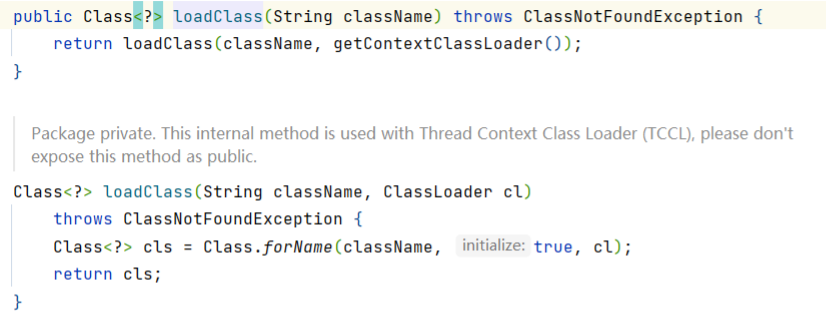 public Class<?> loadClass(String className) throws ClassNotFoundException {
return loadClass(className, getContextClassLoader());
}
Package private. This internal method is used with Thread Context Class Loader (TCCL), please don't
expose this method as public.
Class<?> loadClass(String className, ClassLoader cl)
throws ClassNotFoundException {
Class<?> cls = Class.forName(className, initialize: true, cl);
return cls;
}